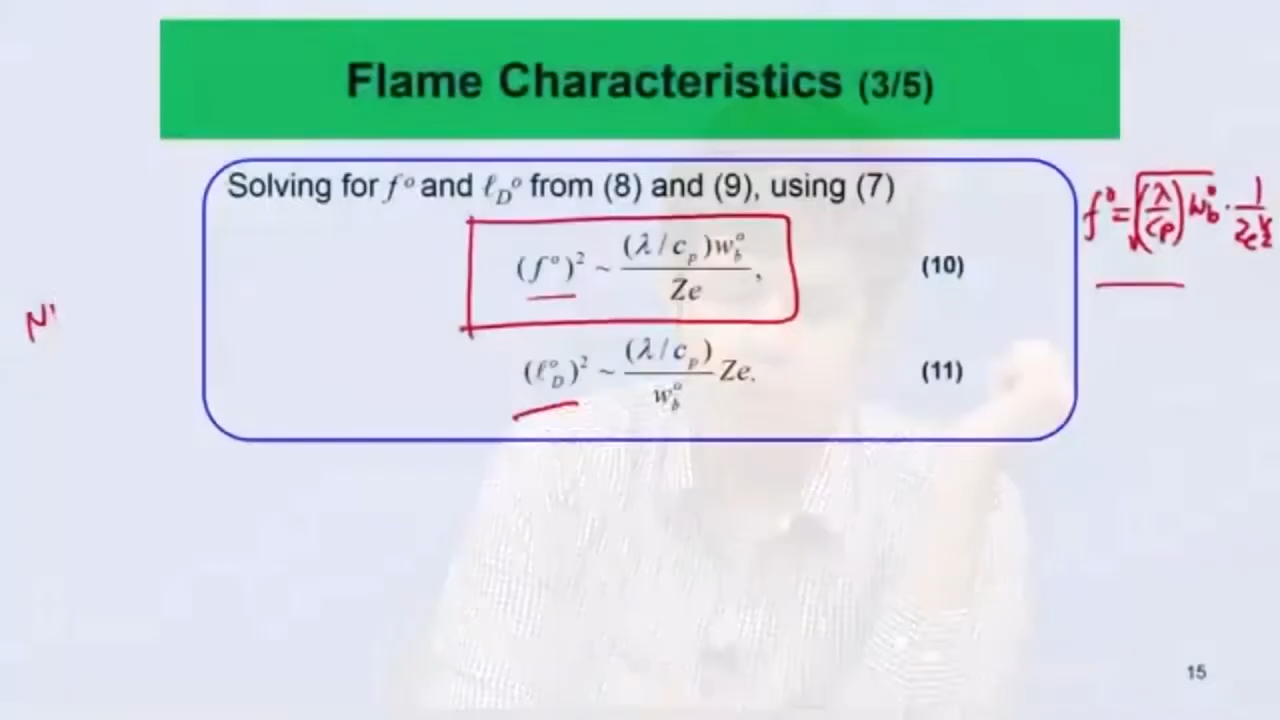 Flame Characteristics (3/5)
Solving for f° and ℓ_D° from (8) and (9), using (7)
(f°)² ~ (λ/c_p)w_b° / Ze, (10)
(ℓ_D°)² ~ (λ/c_p) / w_b° Ze. (11)
f° = √(λ/c_p) w_b° · 1/Ze^½
N'
15